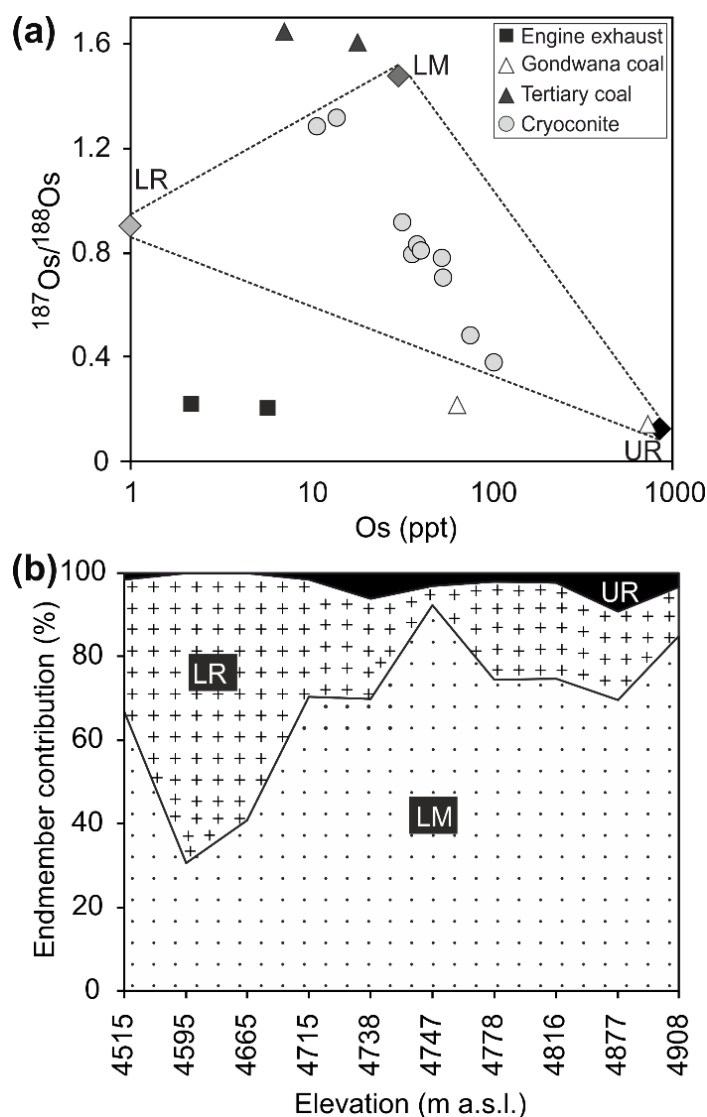 (a)
1.6
1.2
0.8
0.4
0
187Os/188Os
LM
LR
UR
Engine exhaust
Gondwana coal
Tertiary coal
Cryoconite
1 10 100 1000
Os (ppt)
(b)
100
80
60
40
20
0
Endmember contribution (%)
UR
LR
LM
4515 4595 4665 4715 4738 4747 4778 4816 4877 4908
Elevation (m a.s.l.)